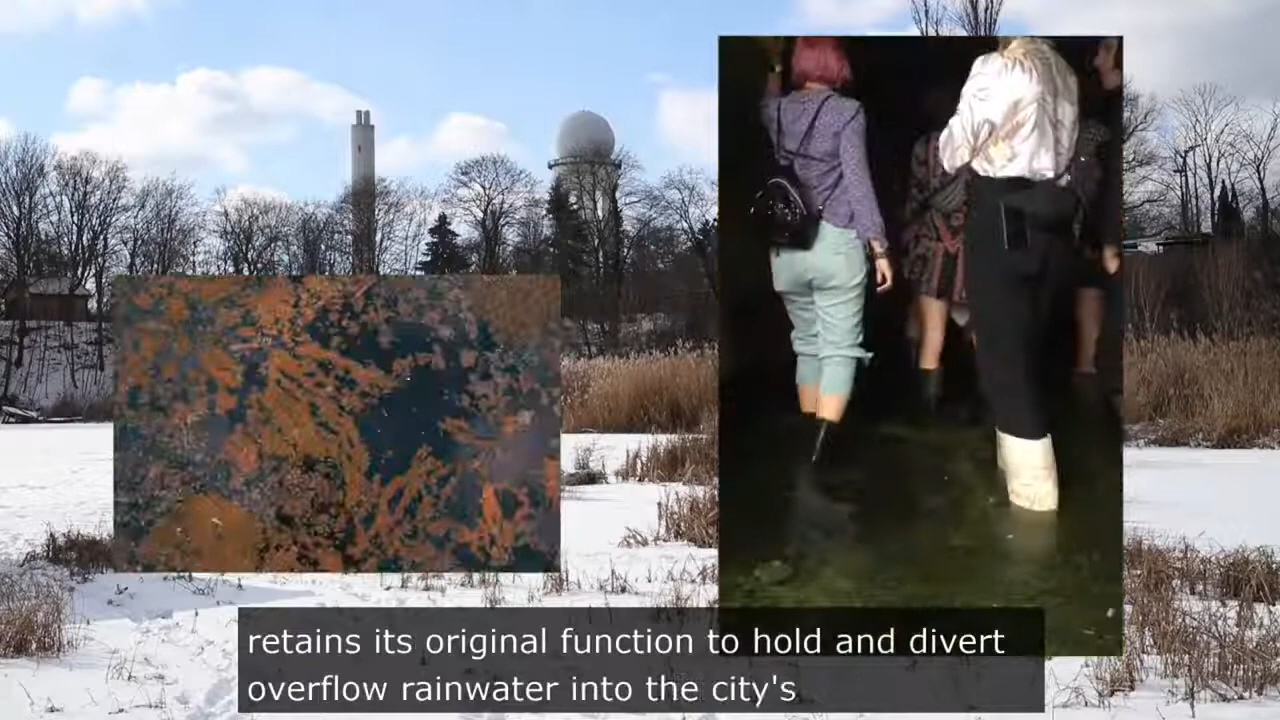 retains its original function to hold and divert
overflow rainwater into the city's